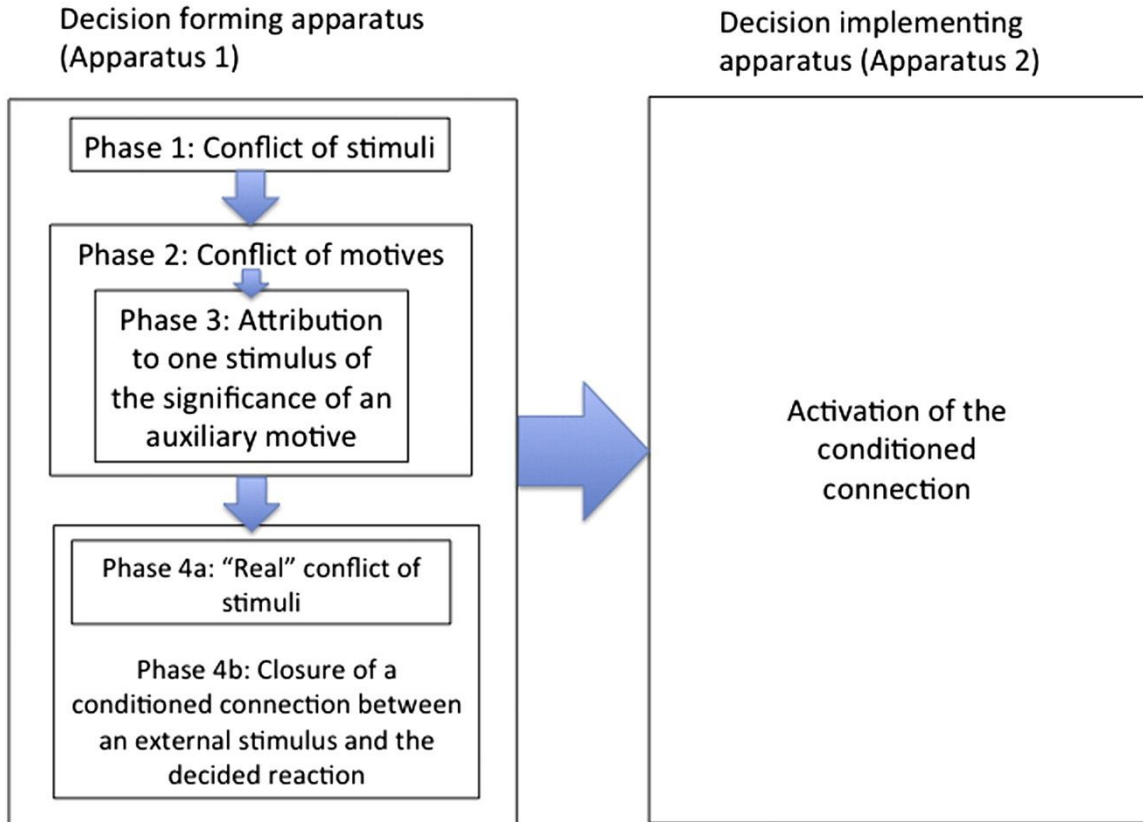 Decision forming apparatus
(Apparatus 1)
Decision implementing
apparatus (Apparatus 2)
Phase 1: Conflict of stimuli
Phase 2: Conflict of motives
Phase 3: Attribution
to one stimulus of
the significance of an
auxiliary motive
Phase 4a: “Real” conflict of
stimuli
Phase 4b: Closure of a
conditioned connection between
an external stimulus and the
decided reaction
Activation of the
conditioned
connection